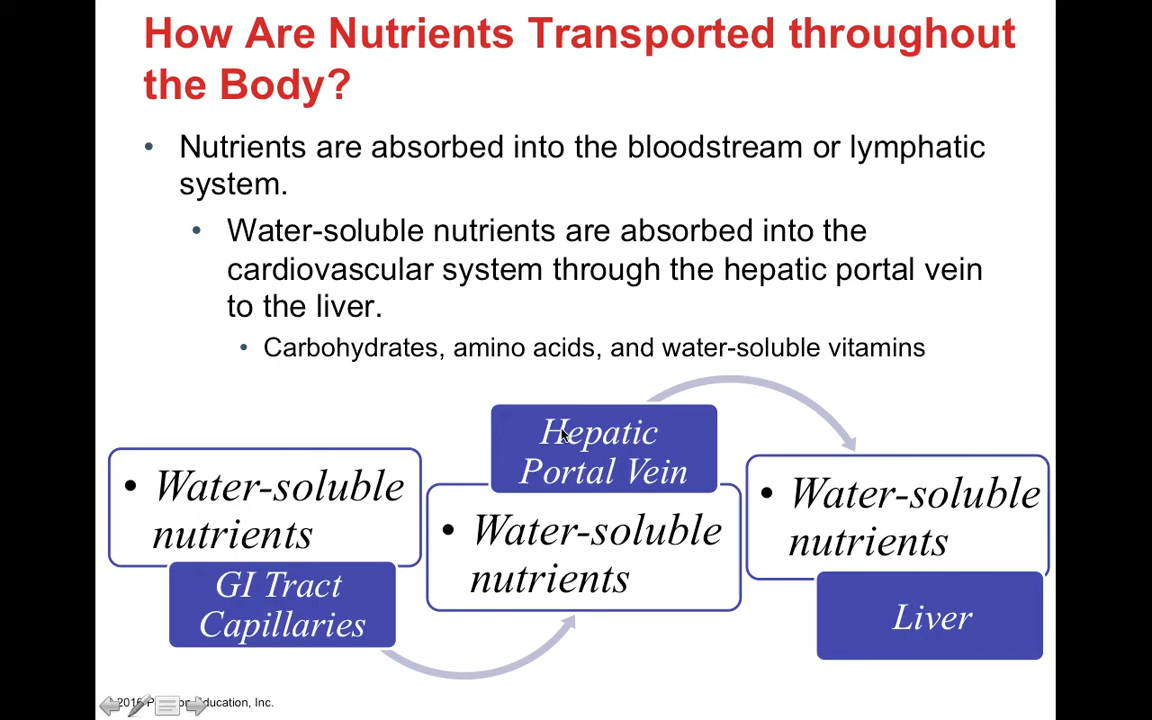 How Are Nutrients Transported throughout
the Body?
• Nutrients are absorbed into the bloodstream or lymphatic
system.
• Water-soluble nutrients are absorbed into the
cardiovascular system through the hepatic portal vein
to the liver.
• Carbohydrates, amino acids, and water-soluble vitamins
• Water-soluble
nutrients
GI Tract
Capillaries
Hepatic
Portal Vein
• Water-soluble
nutrients
• Water-soluble
nutrients
Liver
2016 Education, Inc.